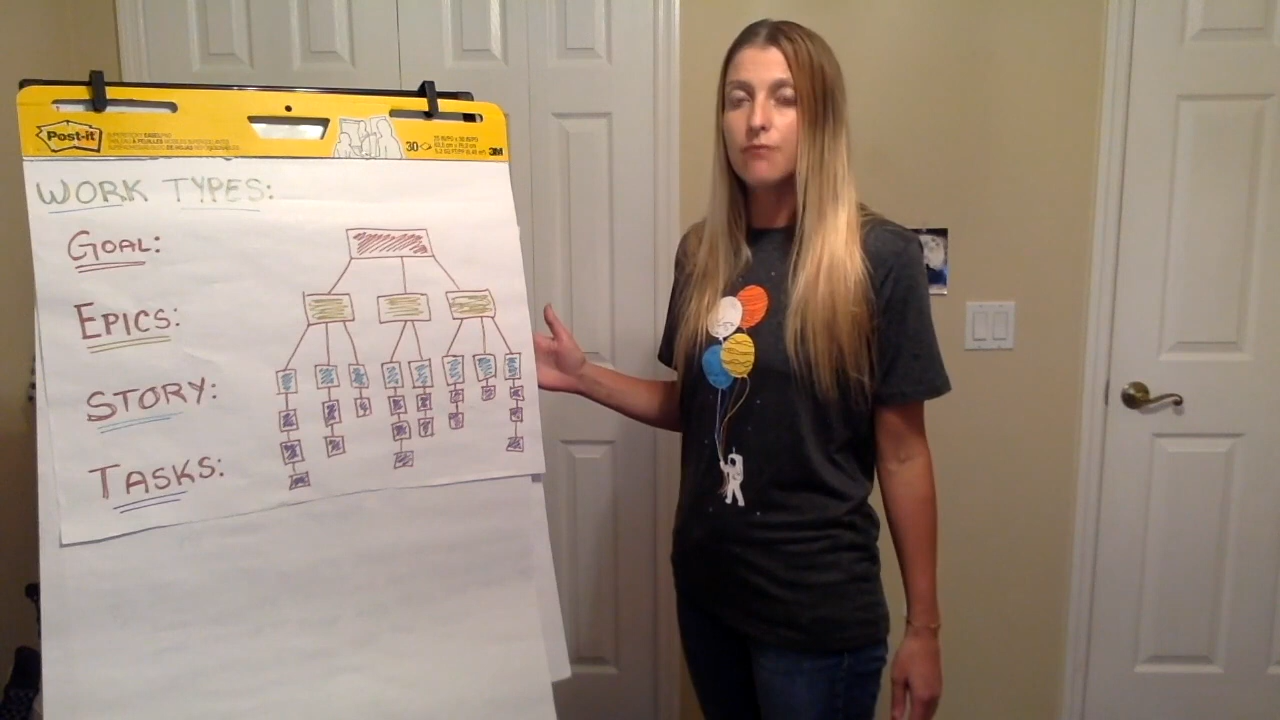 Post-it
30
3M
WORK TYPES:
GOAL:
EPICS:
STORY:
TASKS: